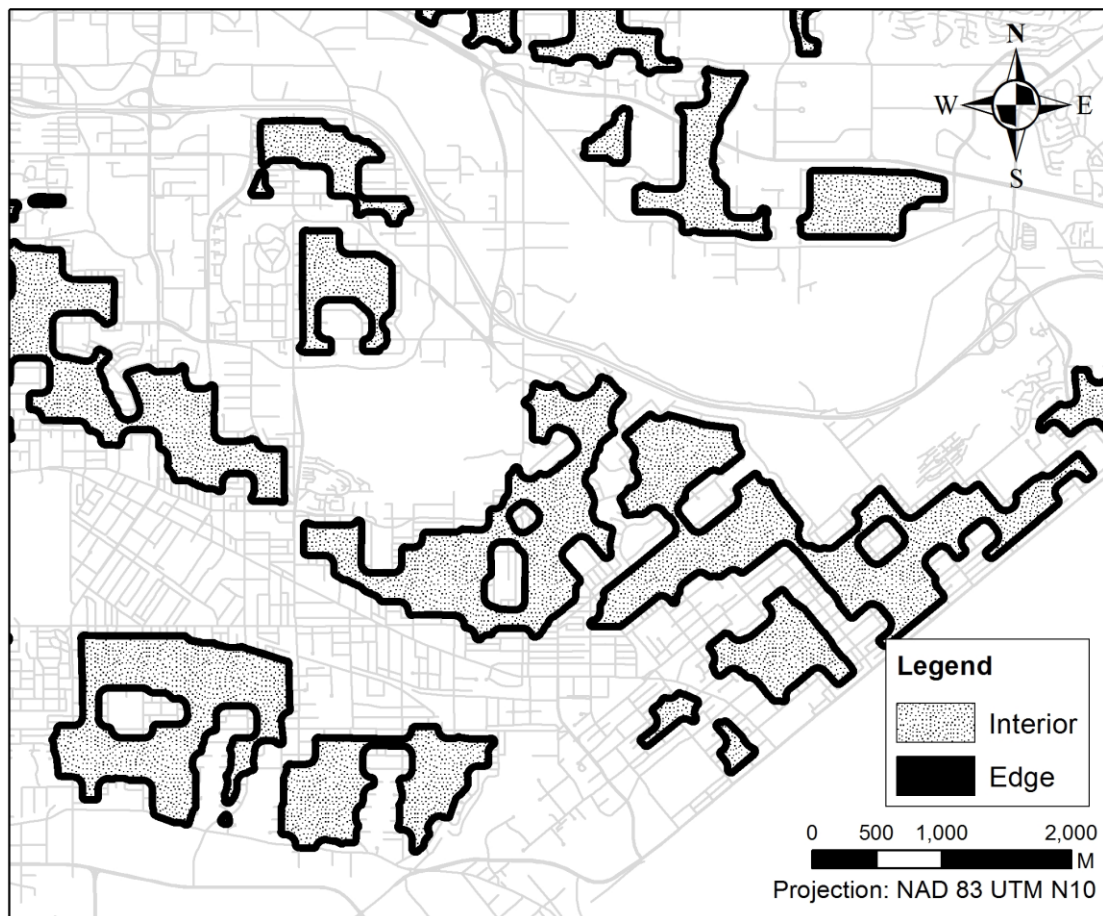 N
W E
S
Legend
Interior
Edge
0 500 1,000 2,000
M
Projection: NAD 83 UTM N10